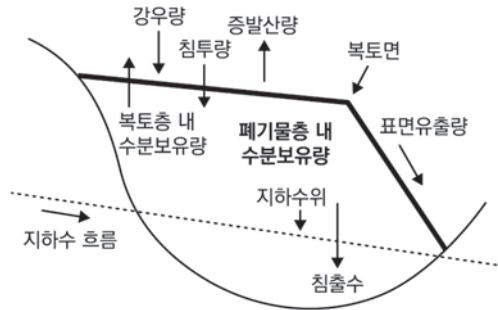 강우량
증발산량
침투량
복토면
복토층 내
수분보유량
폐기물층 내
수분보유량
표면유출량
지하수위
지하수 흐름
침출수